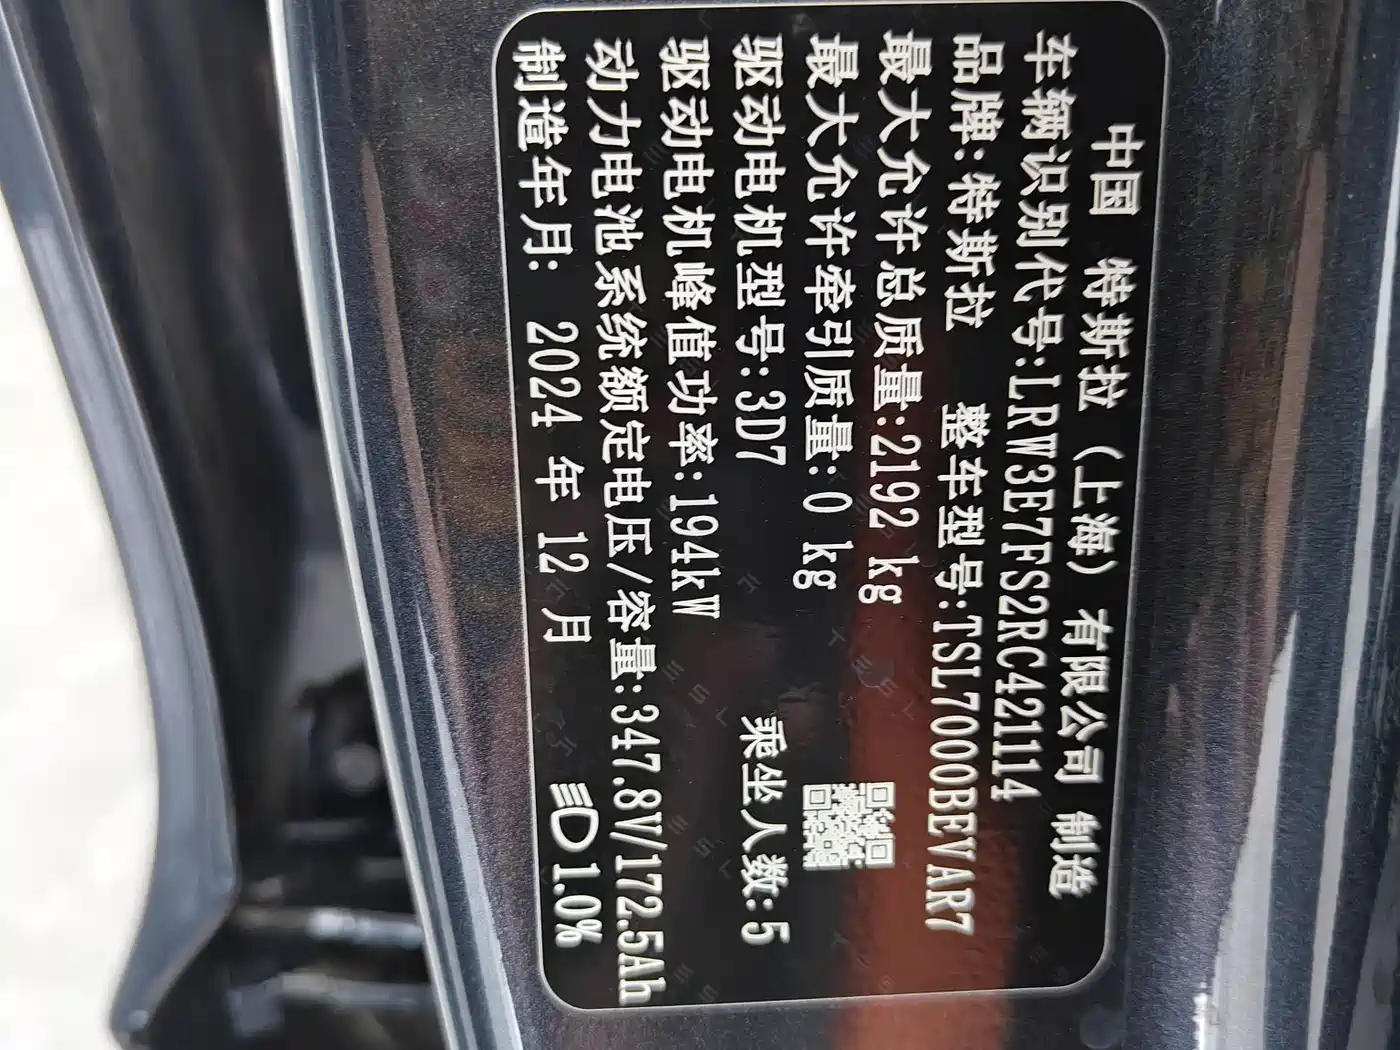 中国 特斯拉（上海）有限公司 制造
车辆识别代号:LRW3E7FS2RC421114
品牌:特斯拉 整车型号:TSL7000BEVAR7
最大允许总质量:2192 kg
最大允许牵引质量:0 kg
驱动电机型号:3D7 乘坐人数:5
驱动电机峰值功率:194kW
动力电池系统额定电压/容量:347.8V/172.5Ah
制造年月: 2024 年 12 月 1.0%